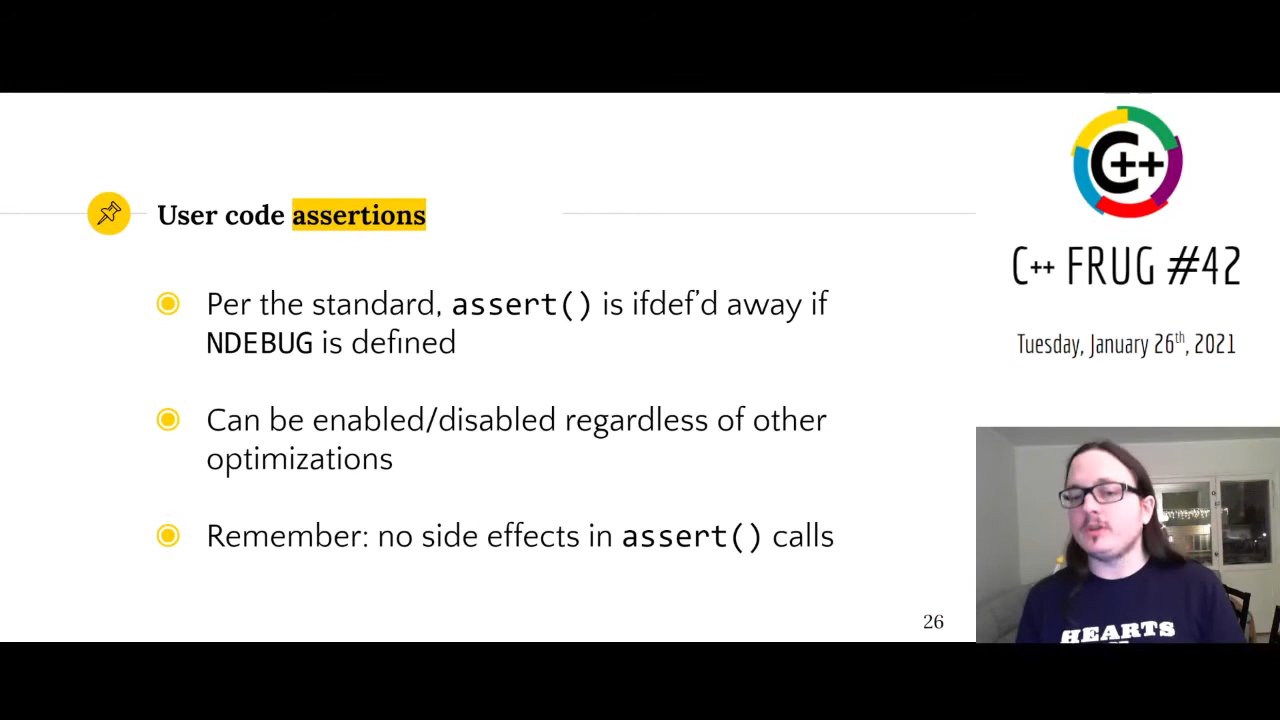 User code assertions
Per the standard, assert() is ifdef'd away if
NDEBUG is defined
Can be enabled/disabled regardless of other
optimizations
Remember: no side effects in assert() calls
26
C++
C++ FRUG #42
Tuesday, January 26th, 2021
HEARTS